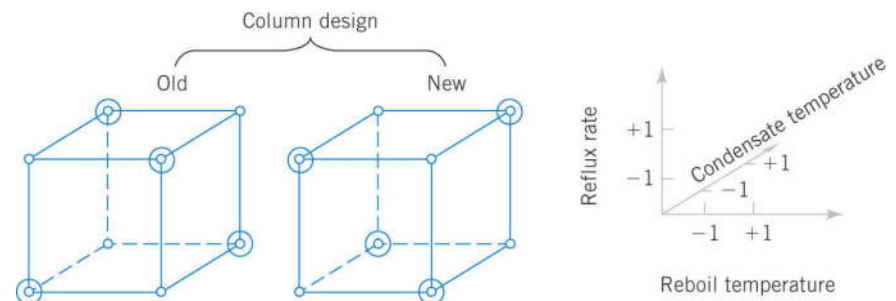 Column design
Old
New
Reflux rate
+1
−1
Condensate temperature
+1
−1
−1 +1
Reboil temperature